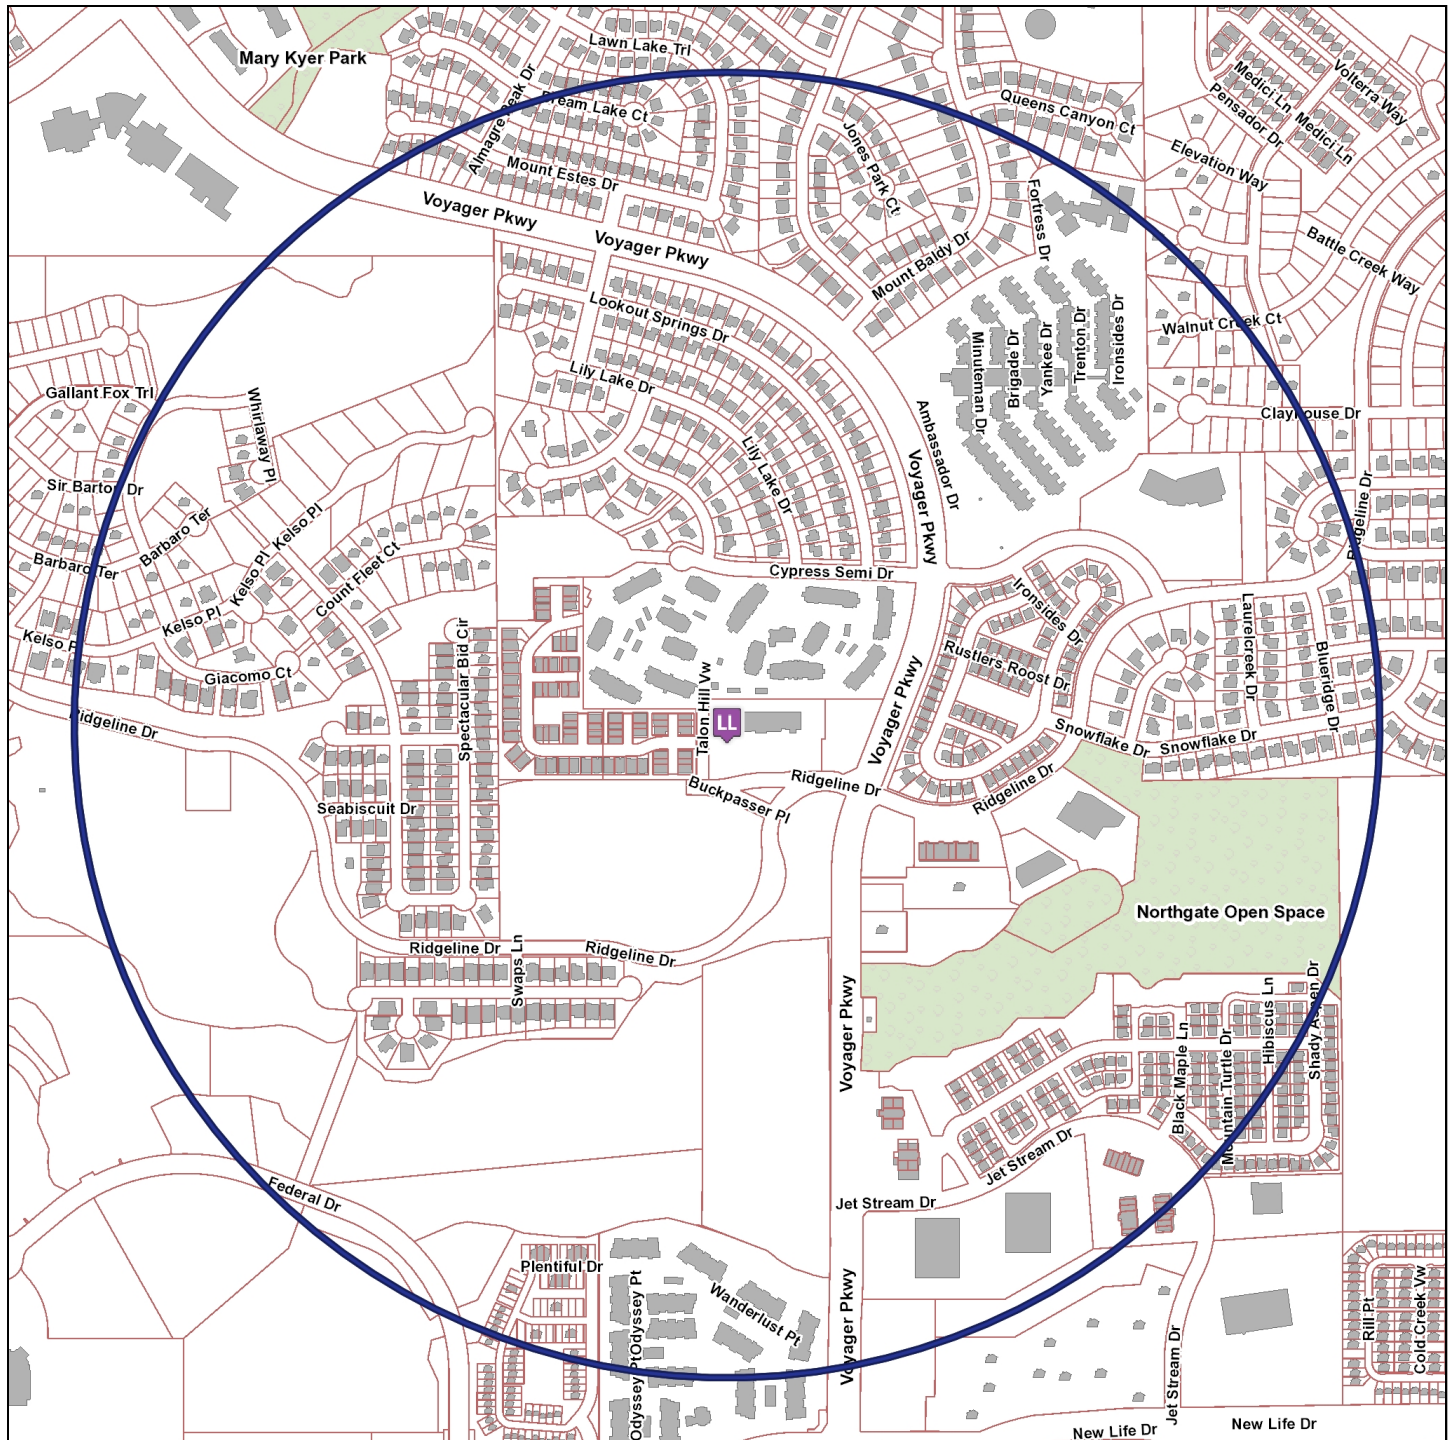 Lawn Lake Trl
Mary Kyer Park
Volterra Way
Medici Ln
Pensador Dr
Medici Ln
Queens Canyon Ct
Dream Lake Ct
Almagre Peak Dr
Jones Park Ct
Elevation Way
Mount Estes Dr
Fortress Dr
Voyager Pkwy
Voyager Pkwy
Mount Baldy Dr
Battle Creek Way
Lookout Springs Dr
Walnut Creek Ct
Minuteman Dr
Brigade Dr
Yankee Dr
Trenton Dr
Ironsides Dr
Lily Lake Dr
Gallant Fox Trl
Whirlaway Pl
Clayhouse Dr
Ambassador Dr
Lily Lake Dr
Voyager Pkwy
Sir Barton Dr
Barbaro Ter
Kelso Pl
Ridgeline Dr
Barbaro Ter
Kelso Pl
Count Fleet Ct
Cypress Semi Dr
Ironsides Dr
Kelso Pl
Kelso Pl
Laurelcreek Dr
Blueridge Dr
Spectacular Bid Cir
Rustlers Roost Dr
Giacomo Ct
Talon Hill Vw
Voyager Pkwy
LL
Ridgeline Dr
Snowflake Dr
Snowflake Dr
Buckpasser Pl
Ridgeline Dr
Ridgeline Dr
Seabiscuit Dr
Northgate Open Space
Ridgeline Dr
Swaps Ln
Ridgeline Dr
Voyager Pkwy
Black Maple Ln
Mountain Turtle Dr
Hibiscus Ln
Shady Aspen Dr
Jet Stream Dr
Federal Dr
Jet Stream Dr
Plentiful Dr
Odyssey Pt
Odyssey Pt
Wanderlust Pt
Voyager Pkwy
Jet Stream Dr
Rill Pt
Cold Creek Vw
New Life Dr
New Life Dr